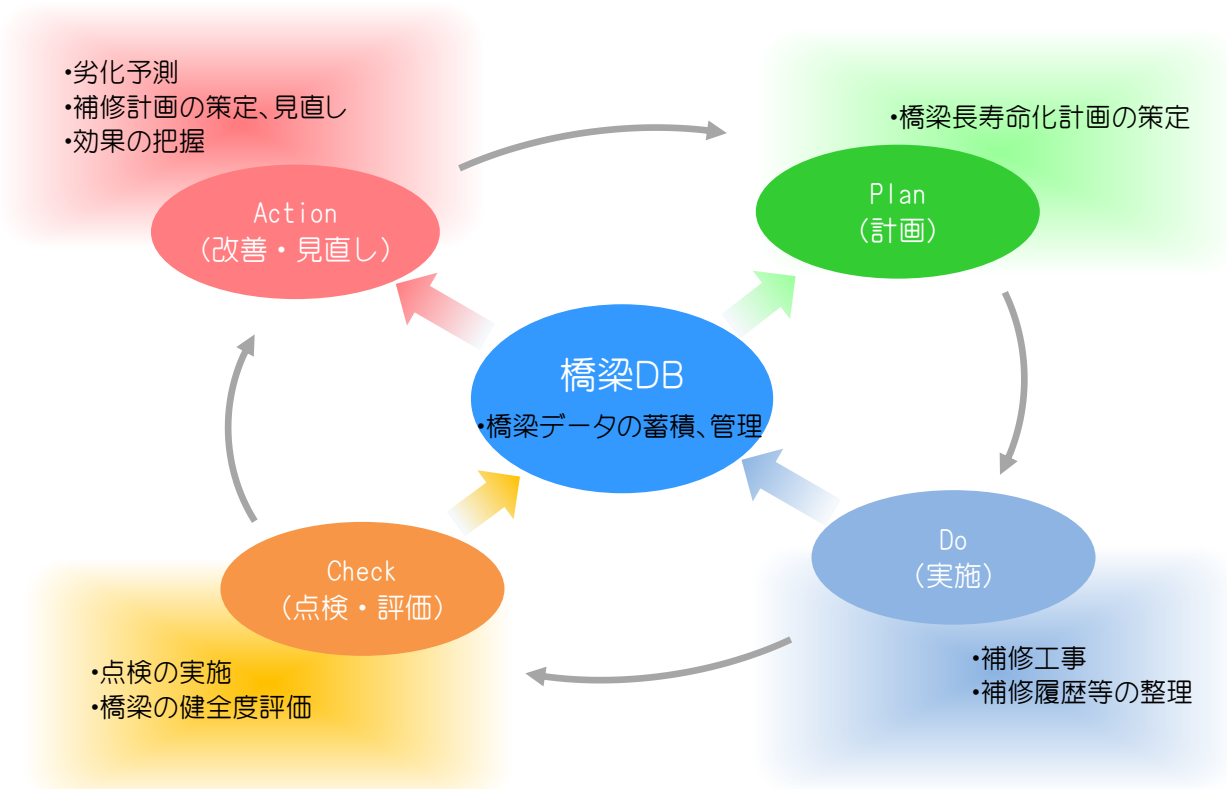 ・劣化予測
・補修計画の策定、見直し
・効果の把握
Action
（改善・見直し）
・橋梁長寿命化計画の策定
Plan
（計画）
橋梁DB
・橋梁データの蓄積、管理
Check
（点検・評価）
・点検の実施
・橋梁の健全度評価
Do
（実施）
・補修工事
・補修履歴等の整理